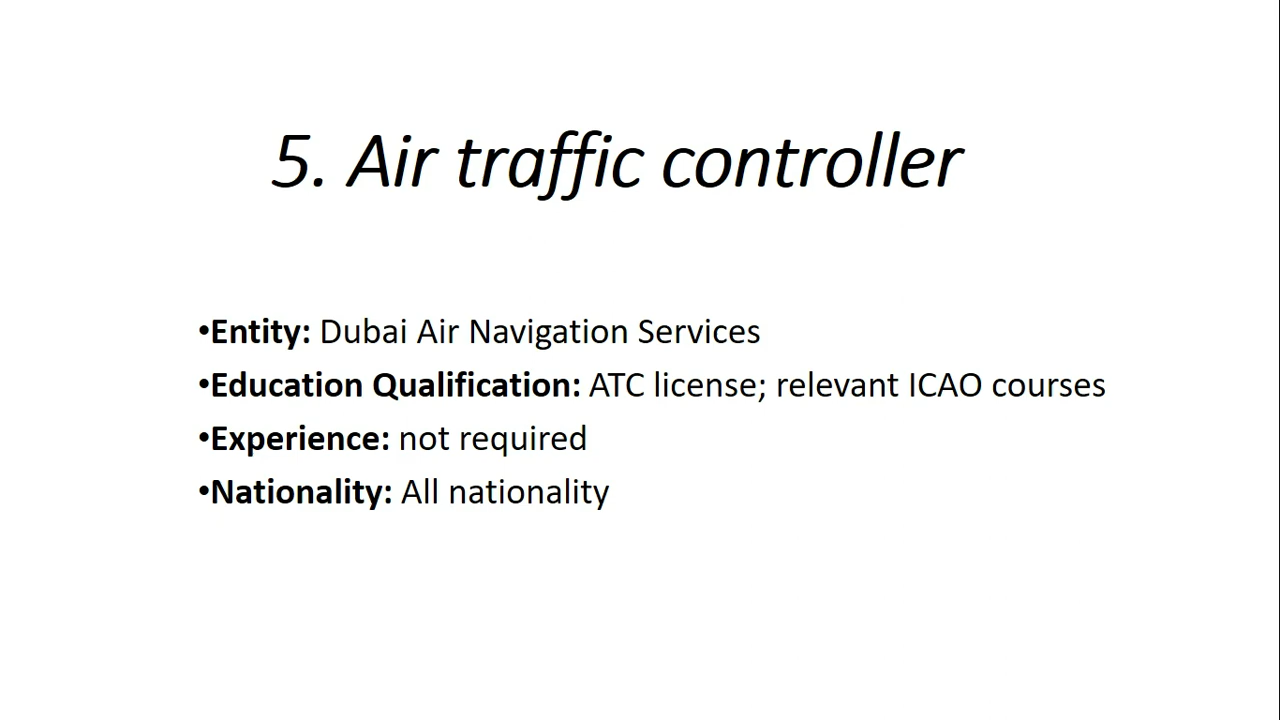 5. Air traffic controller
•Entity: Dubai Air Navigation Services
•Education Qualification: ATC license; relevant ICAO courses
•Experience: not required
•Nationality: All nationality